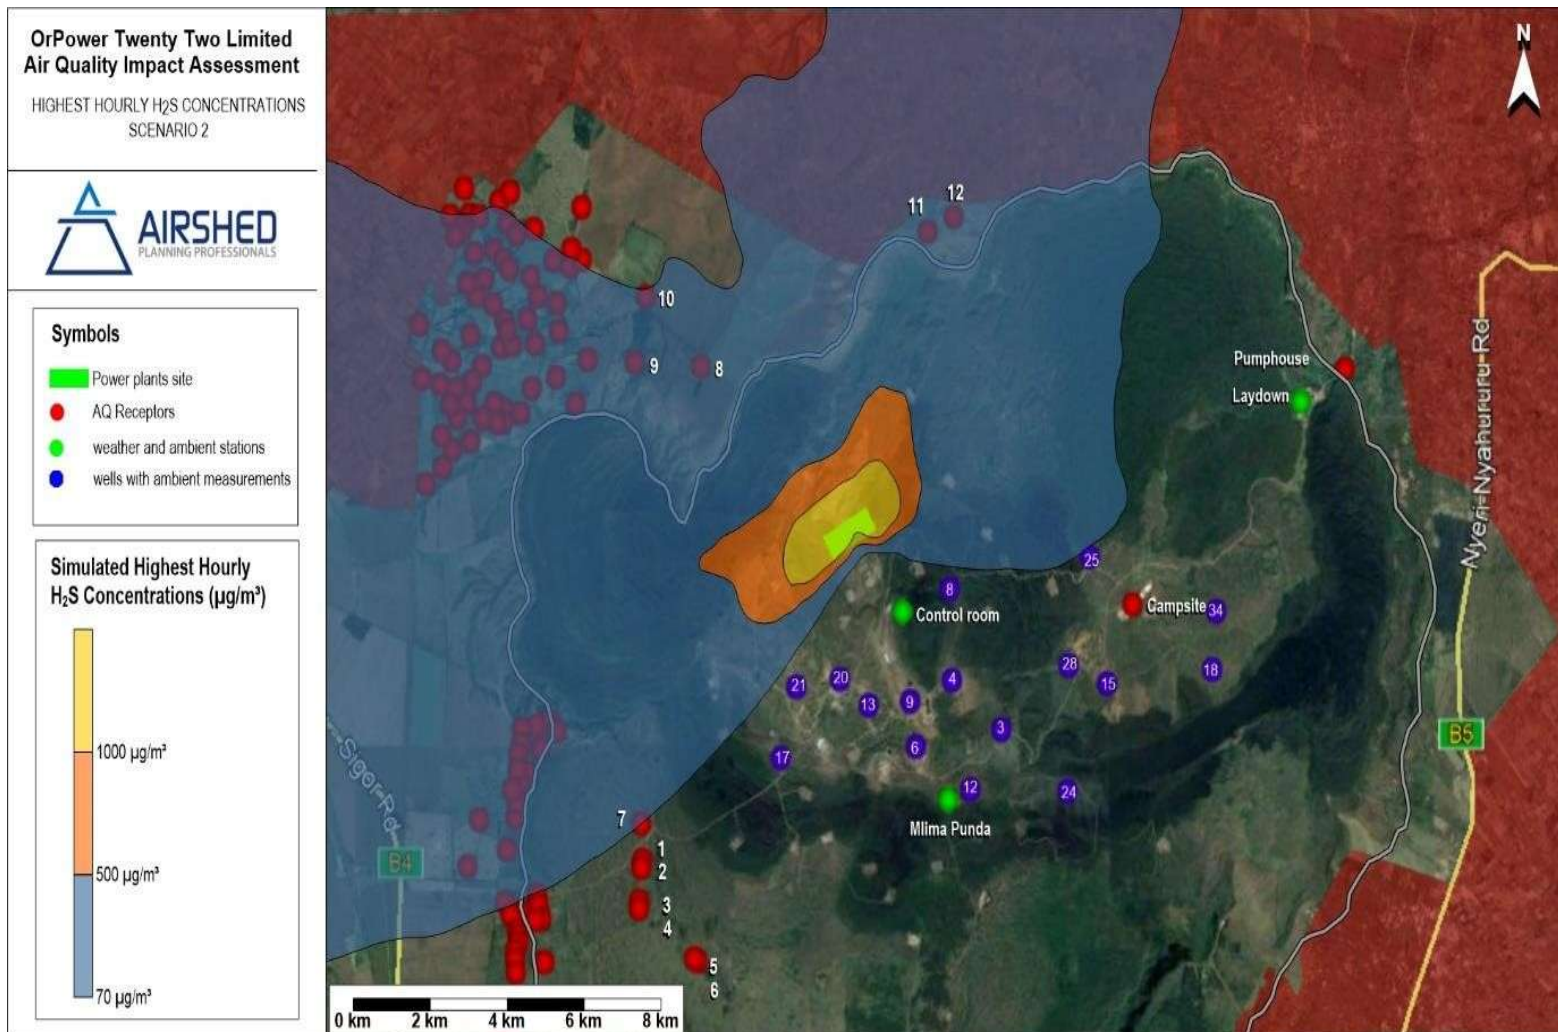 OrPower Twenty Two Limited
Air Quality Impact Assessment
HIGHEST HOURLY H₂S CONCENTRATIONS
SCENARIO 2
AIRSHED
PLANNING PROFESSIONALS
Symbols
Power plants site
AQ Receptors
weather and ambient stations
wells with ambient measurements
Simulated Highest Hourly
H₂S Concentrations (µg/m³)
1000 µg/m³
500 µg/m³
70 µg/m³
N
12
11
10
9
8
Pumphouse
Laydown
Nyeri-Nyahururu Rd
25
8
Control room
Campsite
34
28
18
4
20
21
15
13
9
3
B5
6
17
Sigor-Rd
12
24
Mlima Punda
7
1
B4
2
3
4
5
6
0 km 2 km 4 km 6 km 8 km